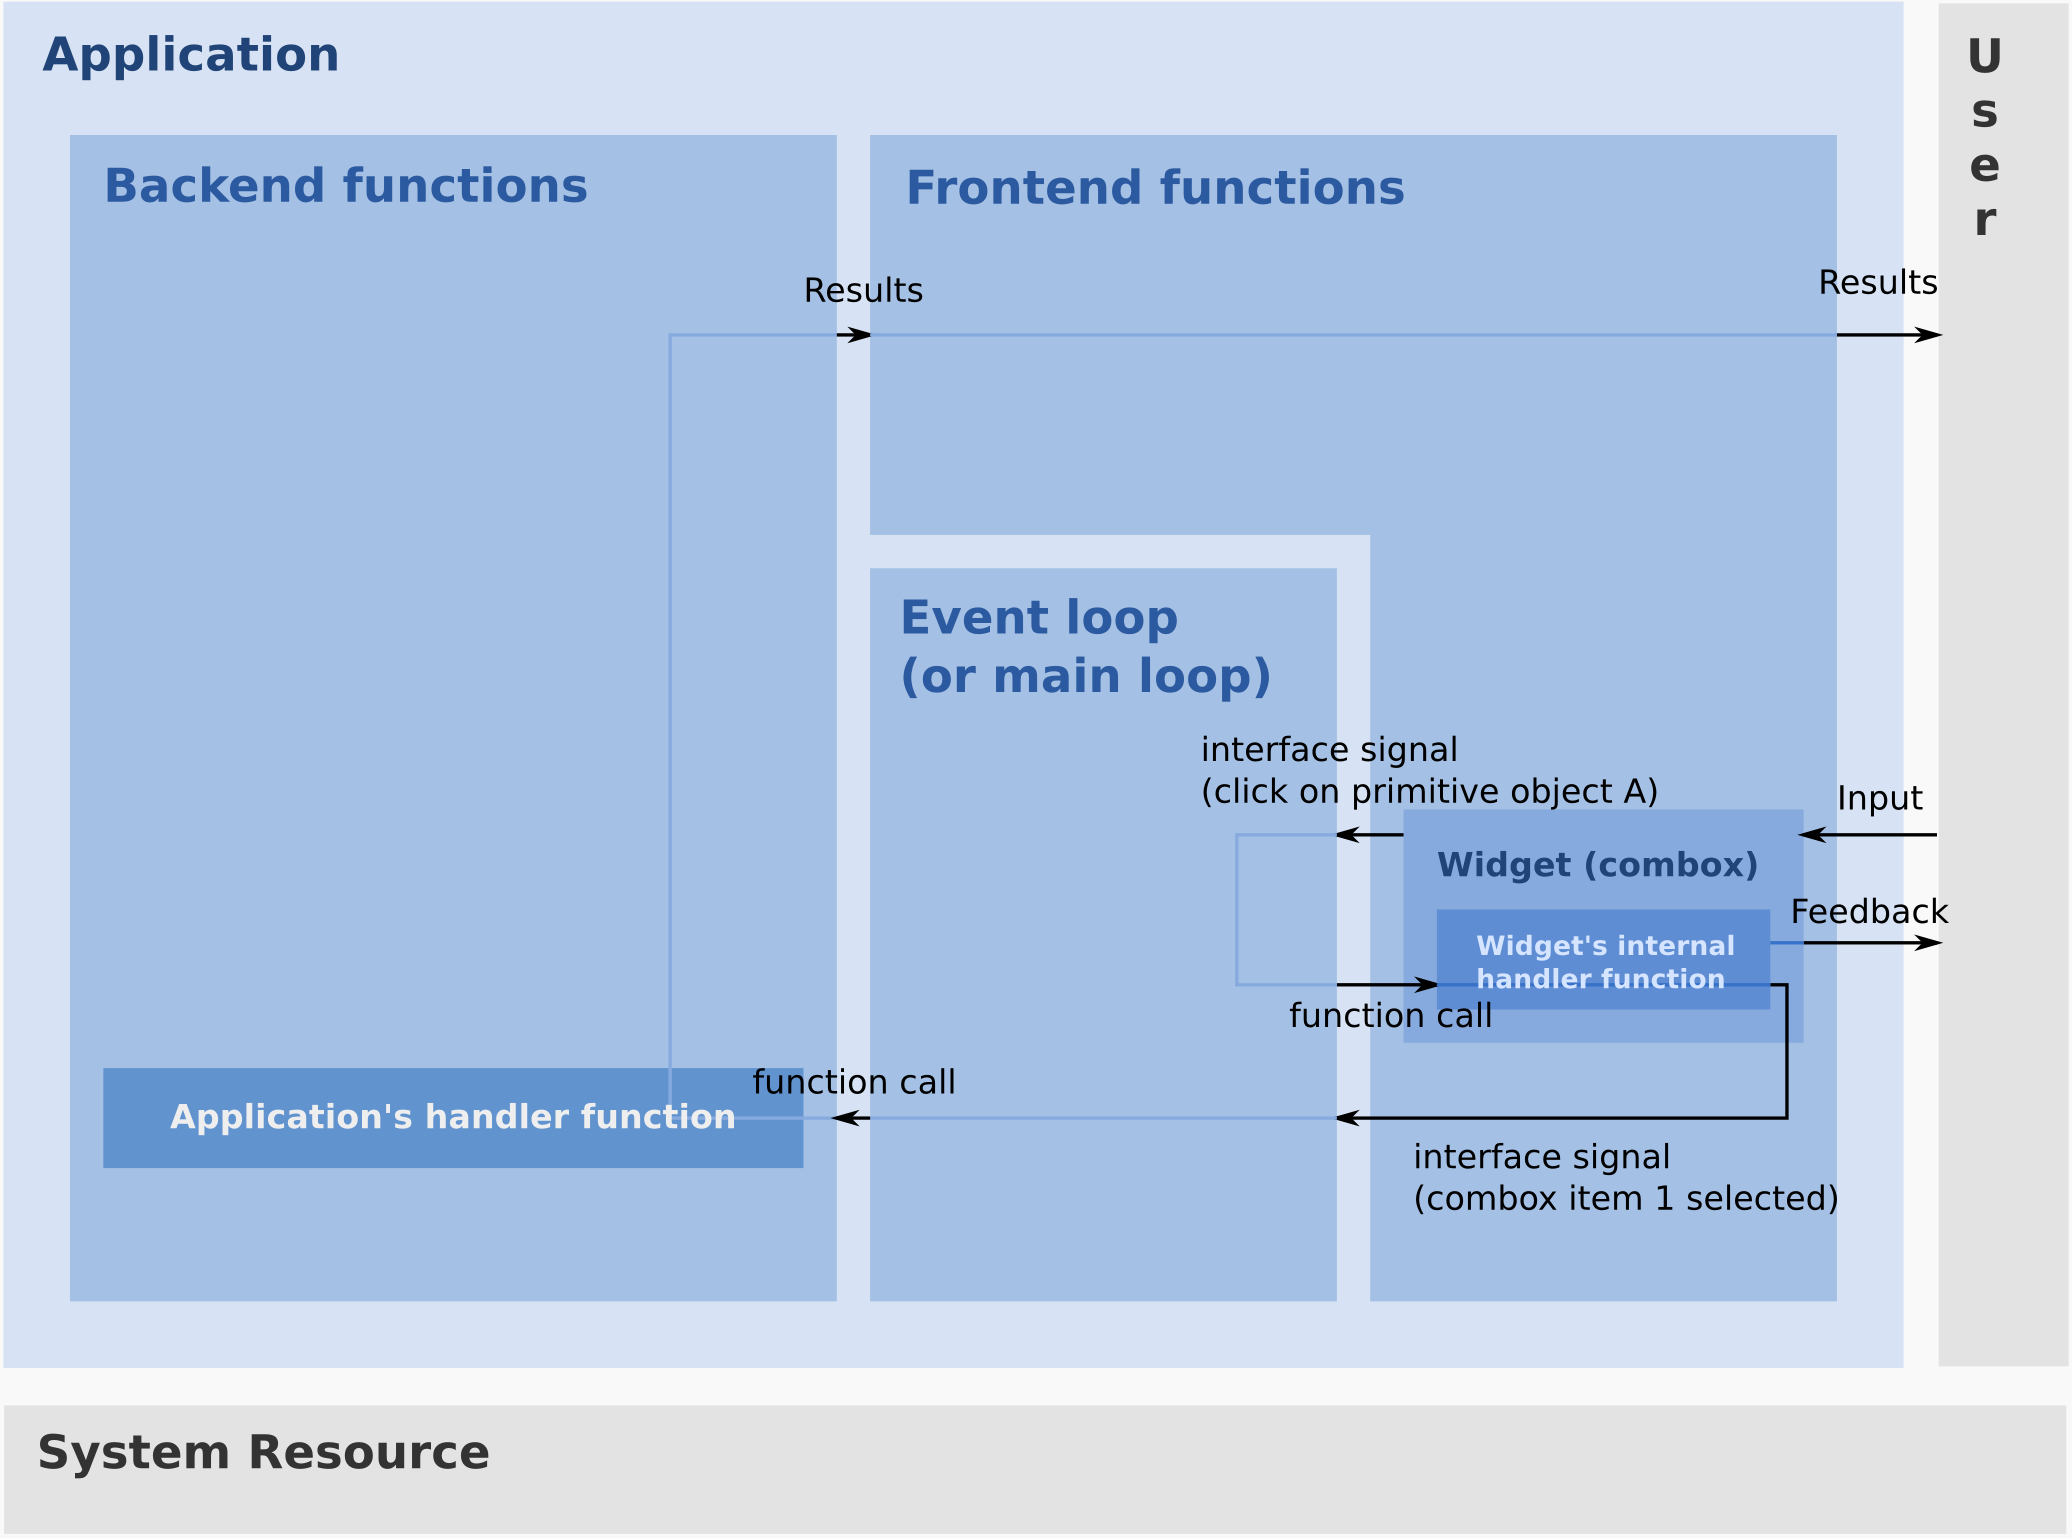 Application
U
s
e
r
Backend functions
Frontend functions
Results
Results
Event loop
(or main loop)
interface signal
(click on primitive object A)
Input
Widget (combox)
Feedback
Widget's internal
handler function
function call
function call
Application's handler function
interface signal
(combox item 1 selected)
System Resource